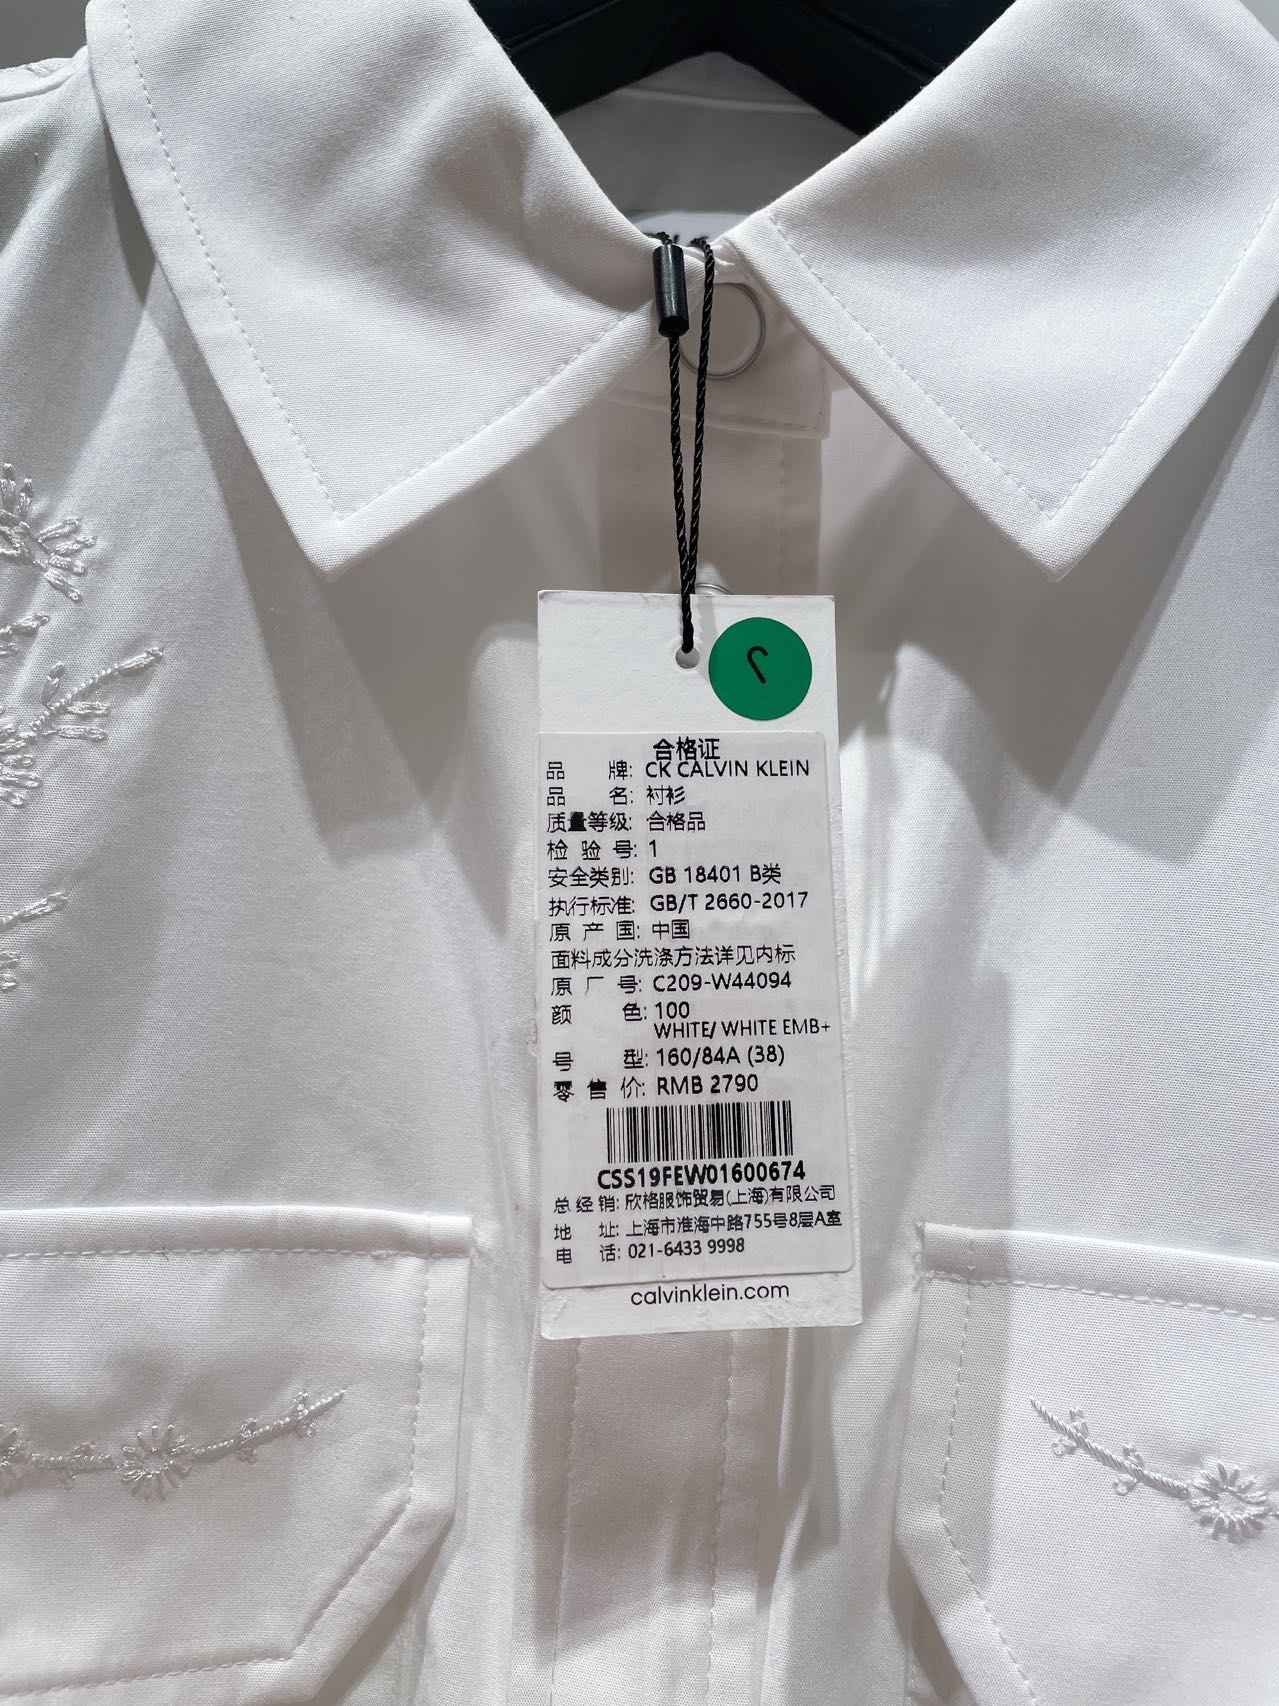 合格证
品 牌: CK CALVIN KLEIN
品 名: 衬衫
质量等级: 合格品
检 验 号: 1
安全类别: GB 18401 B类
执行标准: GB/T 2660-2017
原 产 国: 中国
面料成分洗涤方法详见内标
原 厂 号: C209-W44094
颜 色: 100
WHITE/ WHITE EMB+
号 型: 160/84A (38)
零 售 价: RMB 2790
CSS19FEW01600674
总 经 销: 欣格服饰贸易(上海)有限公司
地 址: 上海市淮海中路755号8层A室
电 话: 021-6433 9998
calvinklein.com